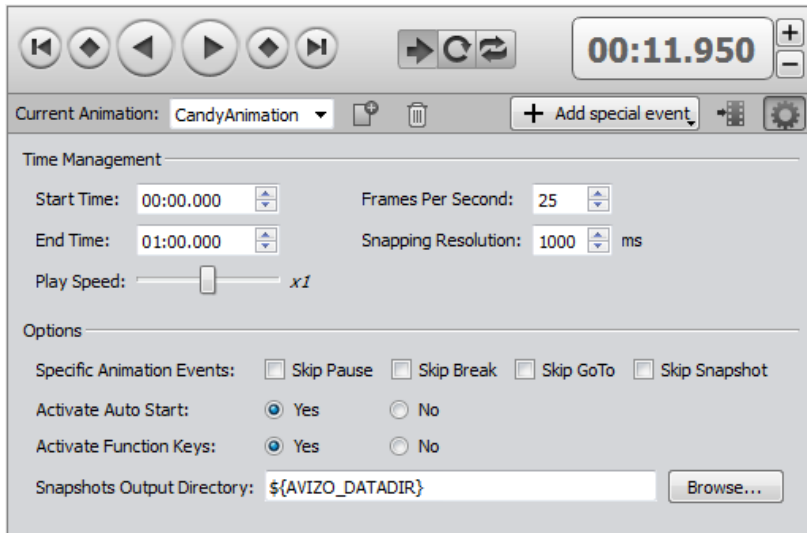 00:11.950
+
−
Current Animation: CandyAnimation + Add special event
Time Management
Start Time: 00:00.000 Frames Per Second: 25
End Time: 01:00.000 Snapping Resolution: 1000 ms
Play Speed: x1
Options
Specific Animation Events: Skip Pause Skip Break Skip GoTo Skip Snapshot
Activate Auto Start: Yes No
Activate Function Keys: Yes No
Snapshots Output Directory: ${AVIZO_DATADIR} Browse...